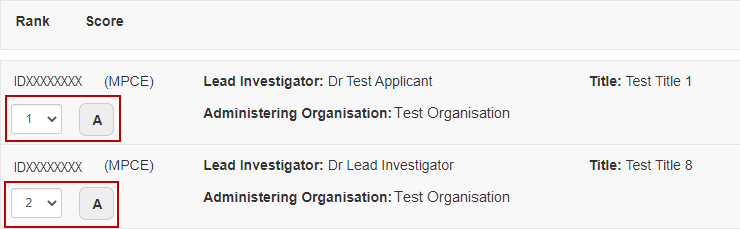 Rank Score
IDXXXXXXXX (MPCE) Lead Investigator: Dr Test Applicant Title: Test Title 1
1 A Administering Organisation: Test Organisation
IDXXXXXXXX (MPCE) Lead Investigator: Dr Lead Investigator Title: Test Title 8
2 A Administering Organisation: Test Organisation